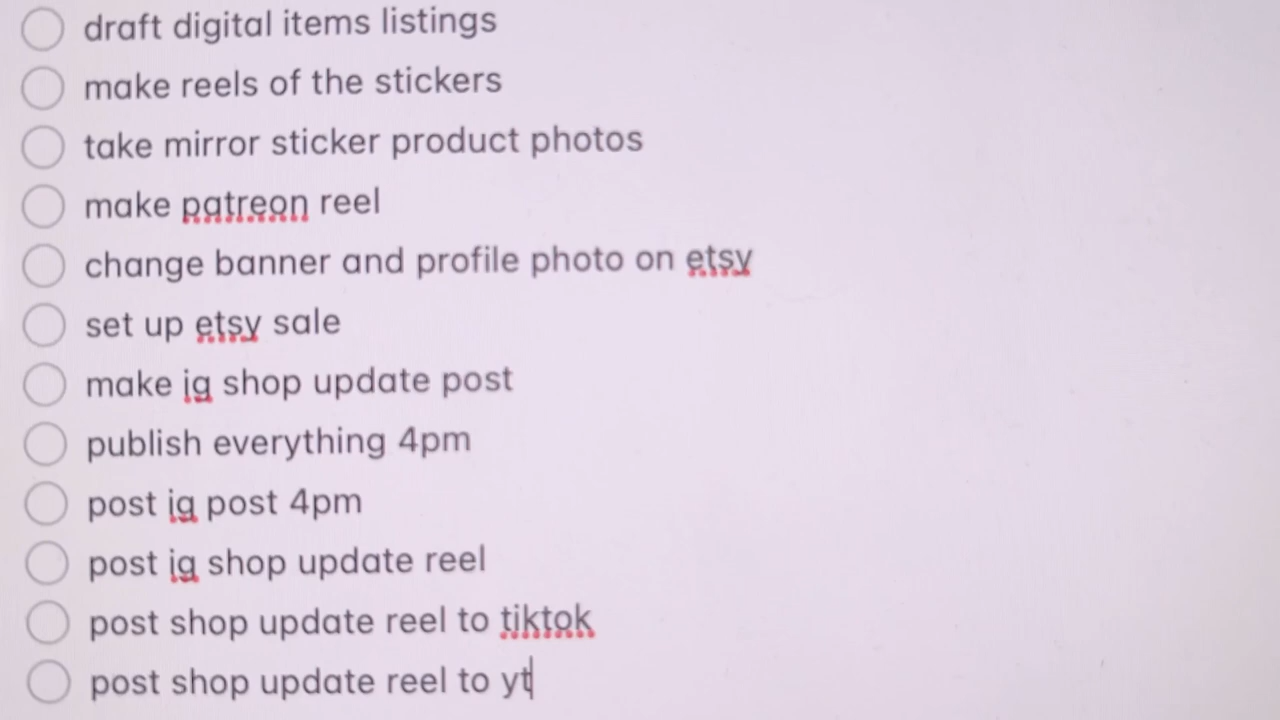 draft digital items listings
make reels of the stickers
take mirror sticker product photos
make patreon reel
change banner and profile photo on etsy
set up etsy sale
make ig shop update post
publish everything 4pm
post ig post 4pm
post ig shop update reel
post shop update reel to tiktok
post shop update reel to yt